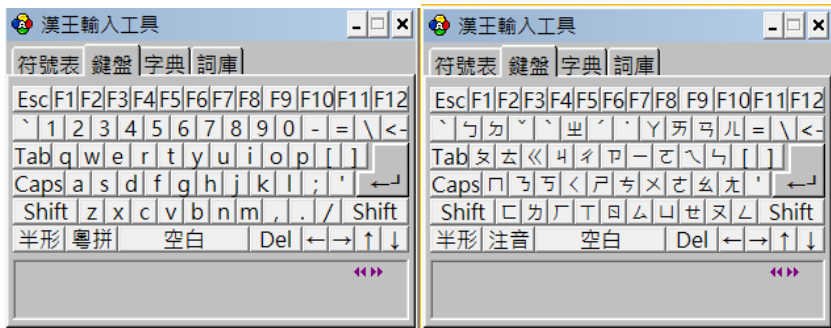 漢王輸入工具
符號表 鍵盤 字典 詞庫
Esc F1 F2 F3 F4 F5 F6 F7 F8 F9 F10 F11 F12
` 1 2 3 4 5 6 7 8 9 0 - = \ <-
Tab q w e r t y u i o p [ ]
Caps a s d f g h j k l ; ' ←┘
Shift z x c v b n m , . / Shift
半形 粵拼 空白 Del ← → ↑ ↓
漢王輸入工具
符號表 鍵盤 字典 詞庫
Esc F1 F2 F3 F4 F5 F6 F7 F8 F9 F10 F11 F12
` ㄅ ㄉ ˇ ˋ ㄓ ˊ ˙ ㄚ ㄞ ㄢ ㄦ = \ <-
Tab ㄆ ㄊ ㄍ ㄐ ㄔ ㄗ ㄧ ㄛ ㄟ ㄣ [ ]
Caps ㄇ ㄋ ㄎ ㄑ ㄕ ㄘ ㄨ ㄜ ㄠ ㄤ ' ←┘
Shift ㄈ ㄌ ㄏ ㄒ ㄖ ㄙ ㄩ ㄝ ㄡ ㄥ Shift
半形 注音 空白 Del ← → ↑ ↓